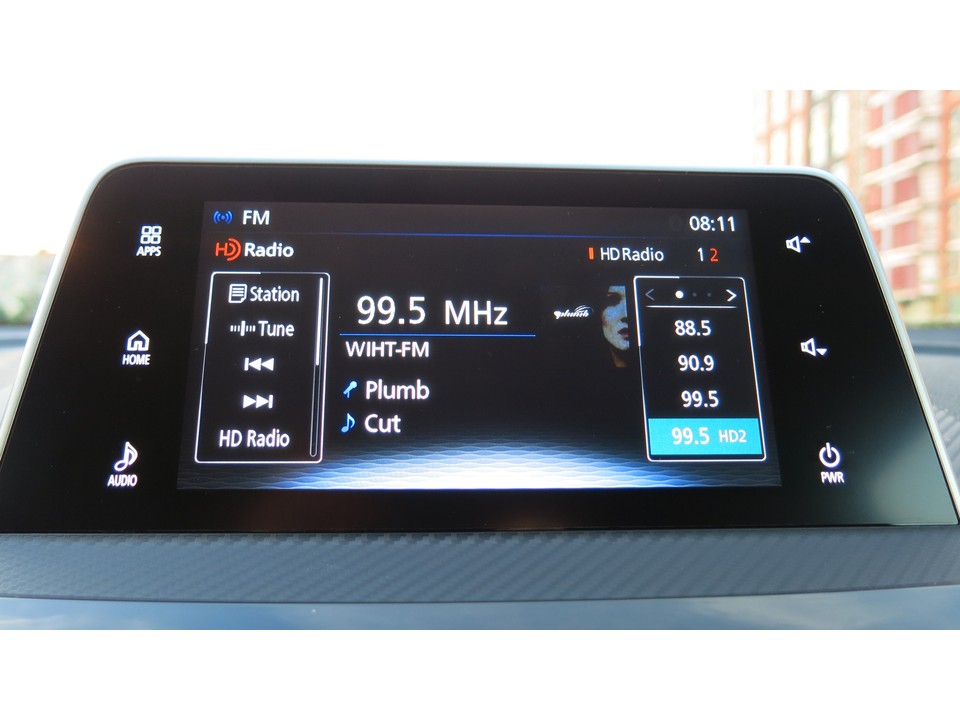 FM
08:11
HD Radio
HD Radio 1 2
APPS
HOME
AUDIO
Station
Tune
HD Radio
99.5 MHz
WIHT-FM
Plumb
Cut
plumb
88.5
90.9
99.5
99.5 HD2
PWR